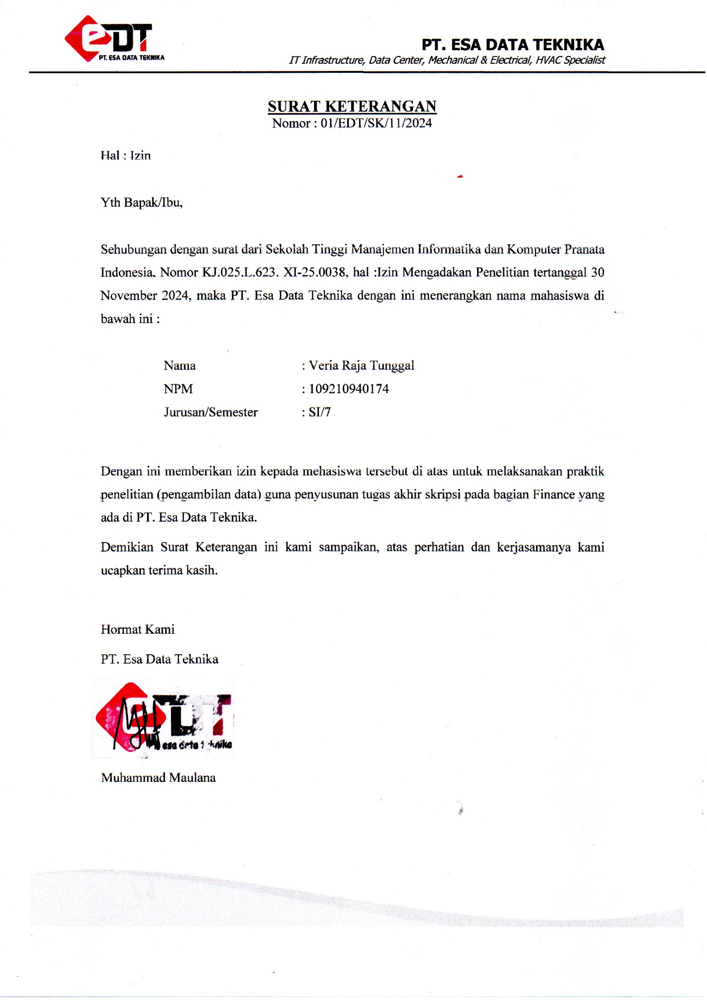 eDT
PT. ESA DATA TEKNIKA
PT. ESA DATA TEKNIKA
IT Infrastructure, Data Center, Mechanical & Electrical, HVAC Specialist
SURAT KETERANGAN
Nomor : 01/EDT/SK/11/2024
Hal : Izin
Yth Bapak/Ibu,
Sehubungan dengan surat dari Sekolah Tinggi Manajemen Informatika dan Komputer Pranata
Indonesia, Nomor KJ.025.L.623. XI-25.0038, hal :Izin Mengadakan Penelitian tertanggal 30
November 2024, maka PT. Esa Data Teknika dengan ini menerangkan nama mahasiswa di
bawah ini :
Nama : Veria Raja Tunggal
NPM : 109210940174
Jurusan/Semester : SI/7
Dengan ini memberikan izin kepada mehasiswa tersebut di atas untuk melaksanakan praktik
penelitian (pengambilan data) guna penyusunan tugas akhir skripsi pada bagian Finance yang
ada di PT. Esa Data Teknika.
Demikian Surat Keterangan ini kami sampaikan, atas perhatian dan kerjasamanya kami
ucapkan terima kasih.
Hormat Kami
PT. Esa Data Teknika
eDT
esa data teknika
Muhammad Maulana